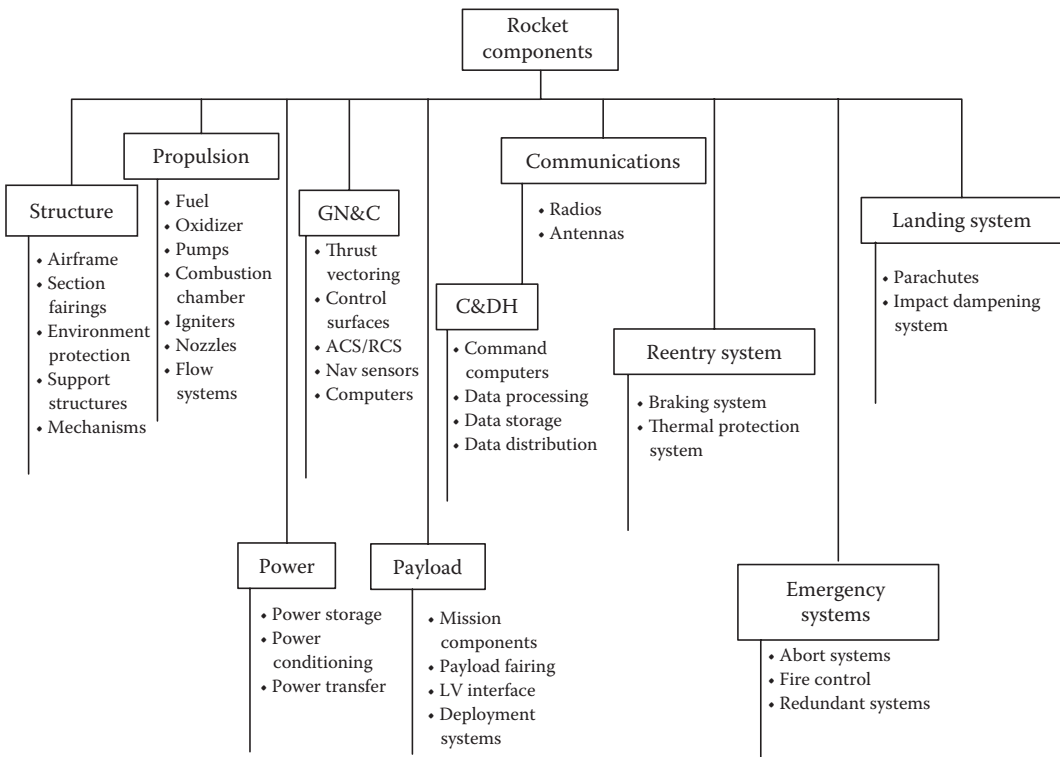 Rocket
components
Propulsion
• Fuel
• Oxidizer
• Pumps
• Combustion
chamber
• Igniters
• Nozzles
• Flow
systems
Communications
• Radios
• Antennas
Structure
• Airframe
• Section
fairings
• Environment
protection
• Support
structures
• Mechanisms
GN&C
• Thrust
vectoring
• Control
surfaces
• ACS/RCS
• Nav sensors
• Computers
Landing system
• Parachutes
• Impact dampening
system
C&DH
• Command
computers
• Data processing
• Data storage
• Data distribution
Reentry system
• Braking system
• Thermal protection
system
Power
• Power storage
• Power
conditioning
• Power transfer
Payload
• Mission
components
• Payload fairing
• LV interface
• Deployment
systems
Emergency
systems
• Abort systems
• Fire control
• Redundant systems